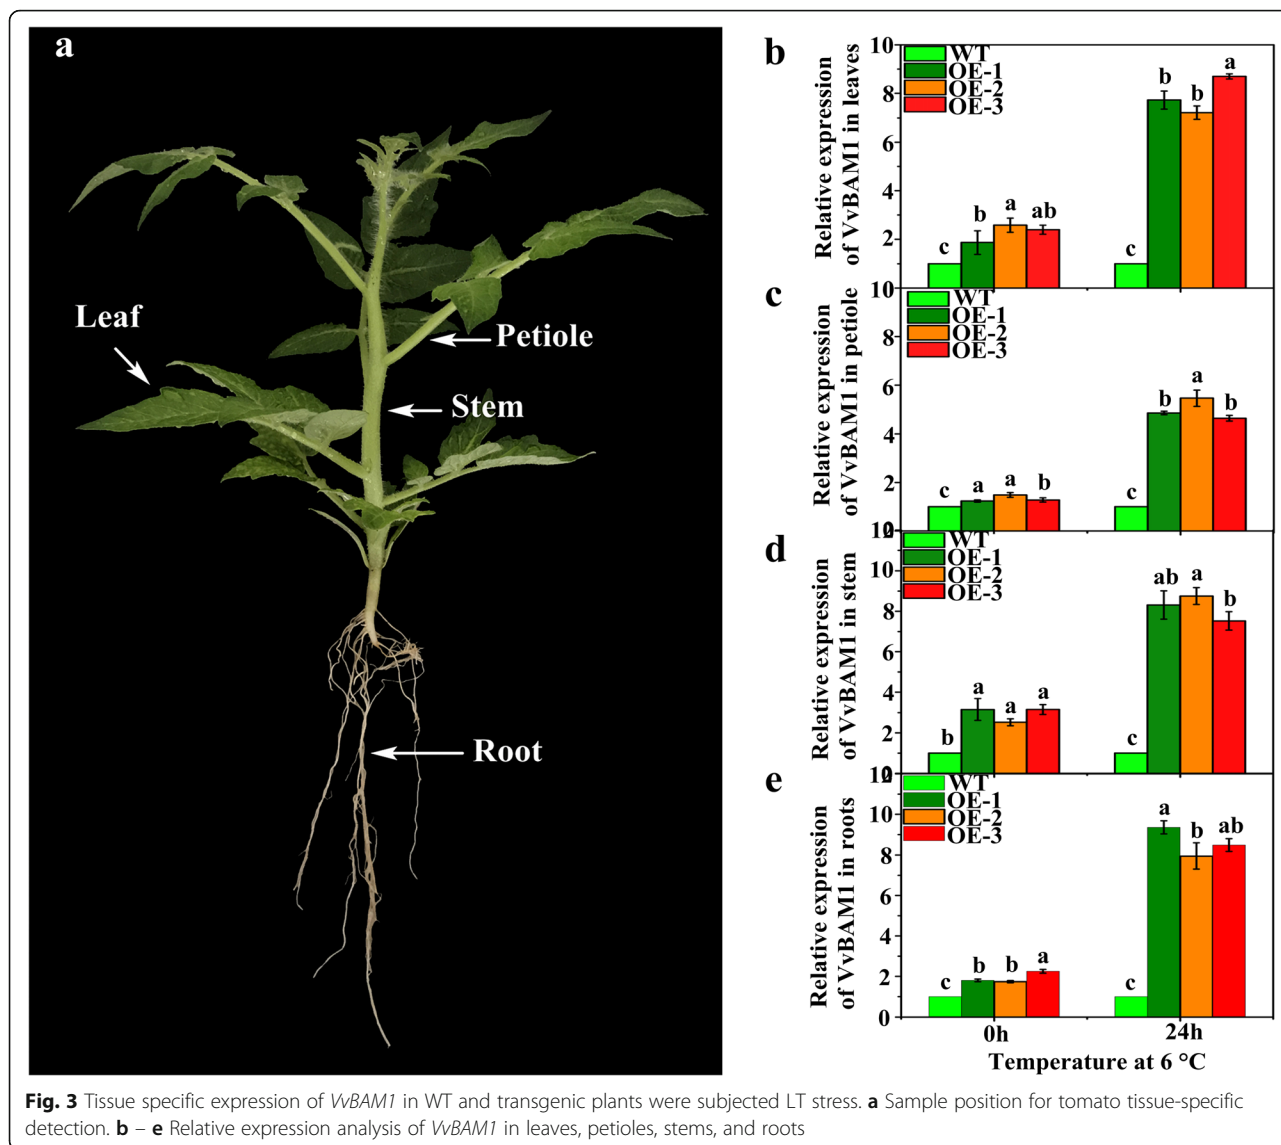 a
Leaf
Petiole
Stem
Root
b
Relative expression
of VvBAM1 in leaves
10
8
6
4
2
WT
OE-1
OE-2
OE-3
c
b
a
ab
c
b
b
a
c
Relative expression
of VvBAM1 in petiole
10
8
6
4
2
WT
OE-1
OE-2
OE-3
c
a
a
b
c
b
a
b
d
Relative expression
of VvBAM1 in stem
12
10
8
6
4
2
WT
OE-1
OE-2
OE-3
b
a
a
a
c
ab
a
b
e
Relative expression
of VvBAM1 in roots
12
10
8
6
4
2
0
WT
OE-1
OE-2
OE-3
c
b
b
a
c
a
b
ab
0h
24h
Temperature at 6 °C
Fig. 3 Tissue specific expression of VvBAM1 in WT and transgenic plants were subjected LT stress. a Sample position for tomato tissue-specific
detection. b – e Relative expression analysis of VvBAM1 in leaves, petioles, stems, and roots